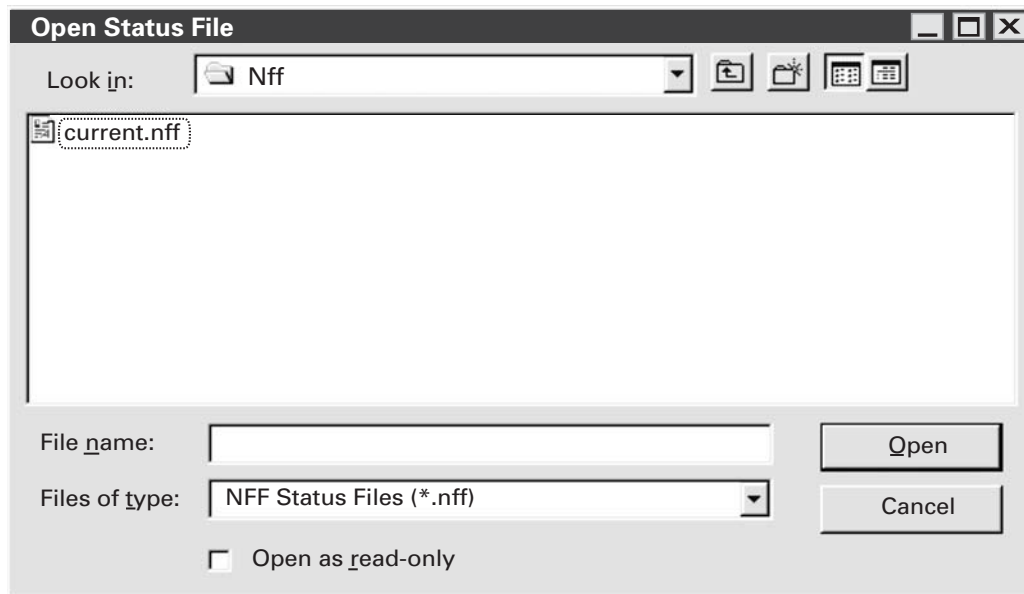 Open Status File
Look in: Nff
current.nff
File name:
Open
Files of type: NFF Status Files (*.nff)
Cancel
Open as read-only